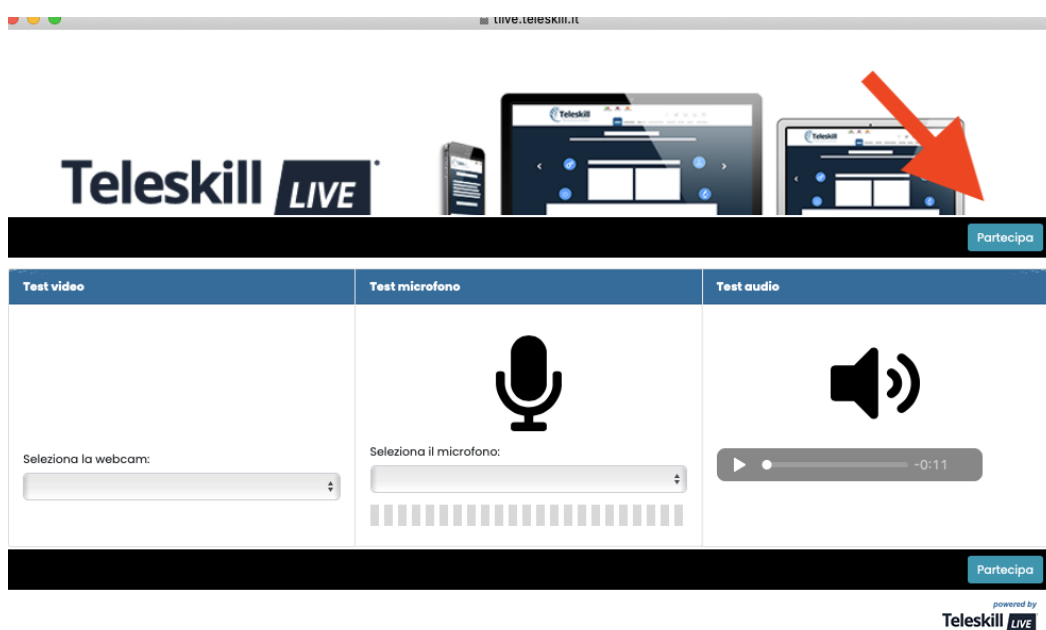 tlive.teleskill.it
Teleskill
Teleskill
Teleskill LIVE
Partecipa
Test video
Test microfono
Test audio
Seleziona la webcam:
Seleziona il microfono:
-0:11
Partecipa
powered by
Teleskill LIVE